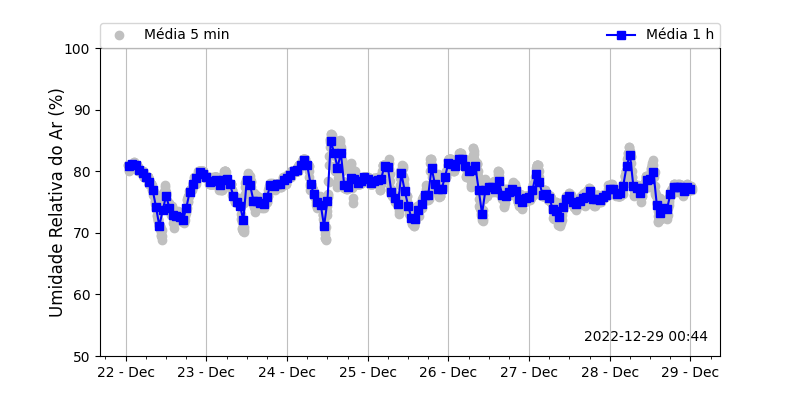 Média 5 min
Média 1 h
Umidade Relativa do Ar (%)
100
90
80
70
60
50
2022-12-29 00:44
22 - Dec
23 - Dec
24 - Dec
25 - Dec
26 - Dec
27 - Dec
28 - Dec
29 - Dec